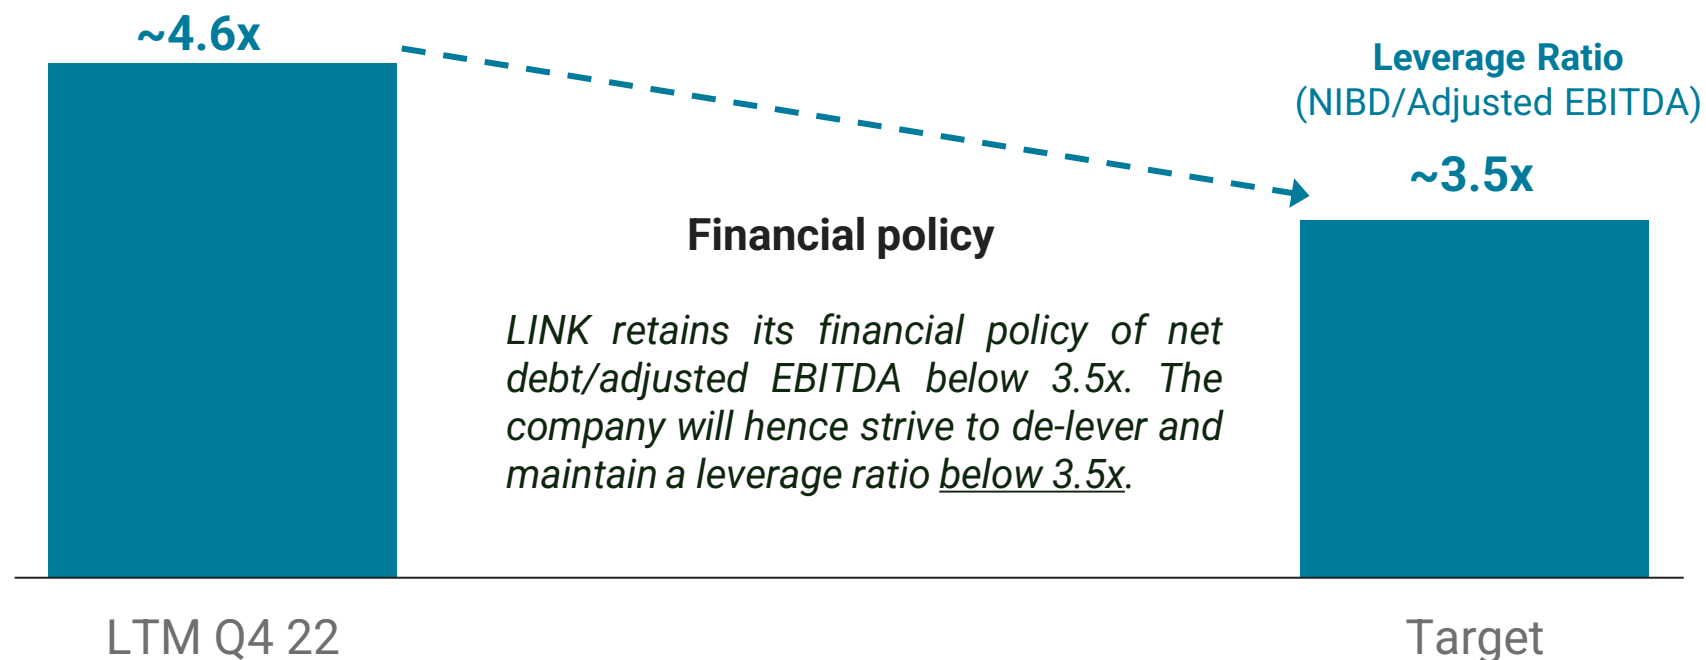 ~4.6x
Leverage Ratio
(NIBD/Adjusted EBITDA)
~3.5x
Financial policy
LINK retains its financial policy of net
debt/adjusted EBITDA below 3.5x. The
company will hence strive to de-lever and
maintain a leverage ratio below 3.5x.
LTM Q4 22
Target